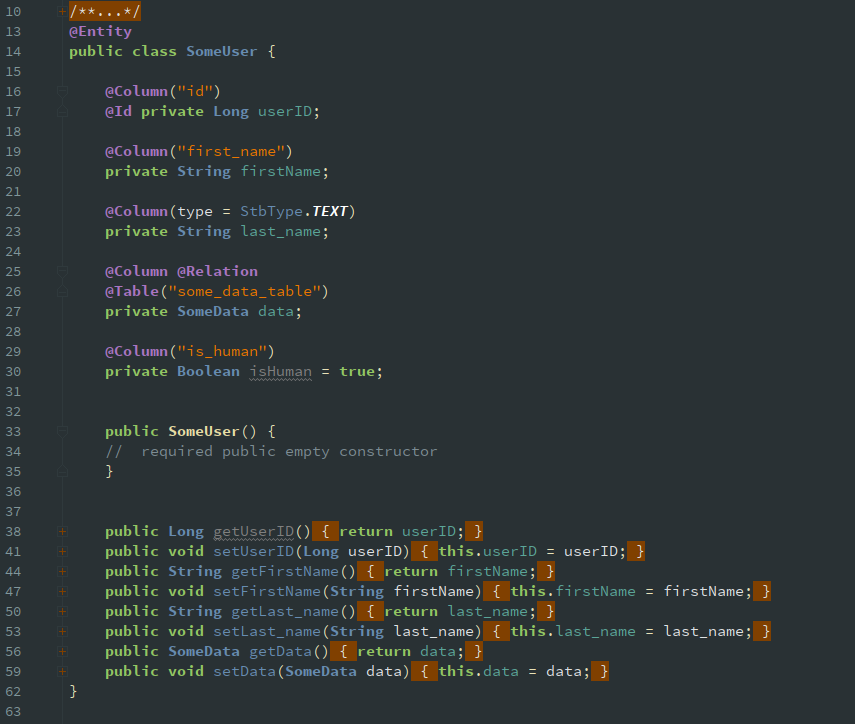 10 /**...*/
13 @Entity
14 public class SomeUser {
15
16 @Column("id")
17 @Id private Long userID;
18
19 @Column("first_name")
20 private String firstName;
21
22 @Column(type = StbType.TEXT)
23 private String last_name;
24
25 @Column @Relation
26 @Table("some_data_table")
27 private SomeData data;
28
29 @Column("is_human")
30 private Boolean isHuman = true;
31
32
33 public SomeUser() {
34 // required public empty constructor
35 }
36
37
38 public Long getUserID() { return userID; }
41 public void setUserID(Long userID) { this.userID = userID; }
44 public String getFirstName() { return firstName; }
47 public void setFirstName(String firstName) { this.firstName = firstName; }
50 public String getLast_name() { return last_name; }
53 public void setLast_name(String last_name) { this.last_name = last_name; }
56 public SomeData getData() { return data; }
59 public void setData(SomeData data) { this.data = data; }
62 }
63